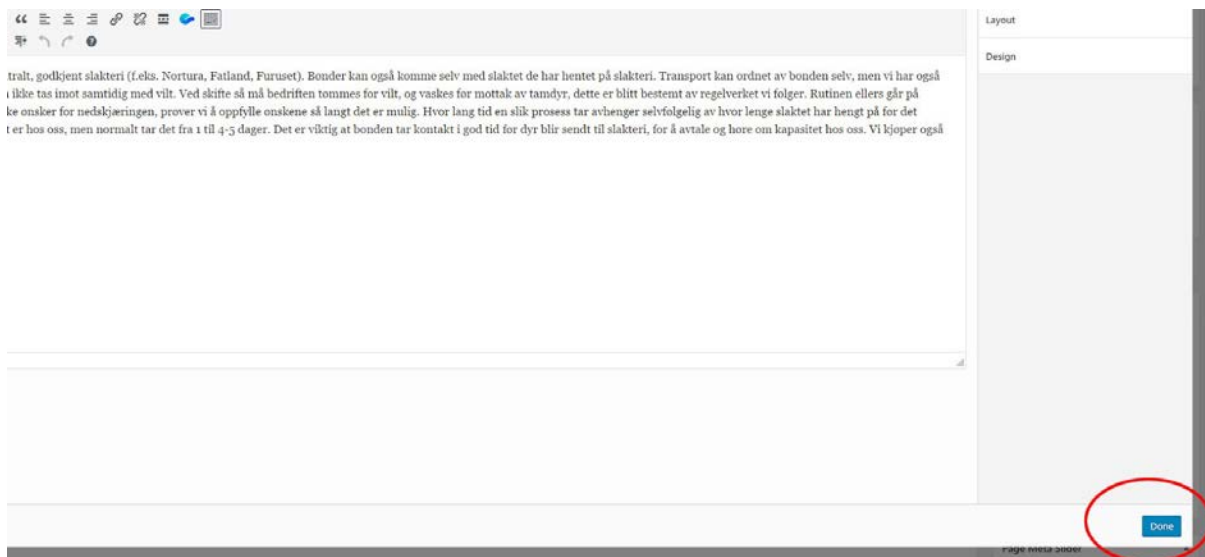 Layout
Design
tralt, godkjent slakteri (f.eks. Nortura, Fatland, Furuset). Bonder kan også komme selv med slaktet de har hentet på slakteri. Transport kan ordnet av bonden selv, men vi har også
ikke tas imot samtidig med vilt. Ved skifte så må bedriften tommes for vilt, og vaskes for mottak av tamdyr, dette er blitt bestemt av regelverket vi folger. Rutinen ellers går på
ke onsker for nedskjæringen, prover vi å oppfylle onskene så langt det er mulig. Hvor lang tid en slik prosess tar avhenger selvfolgelig av hvor lenge slaktet har hengt på for det
t er hos oss, men normalt tar det fra 1 til 4-5 dager. Det er viktig at bonden tar kontakt i god tid for dyr blir sendt til slakteri, for å avtale og hore om kapasitet hos oss. Vi kjøper også
Done
Page Meta Slider